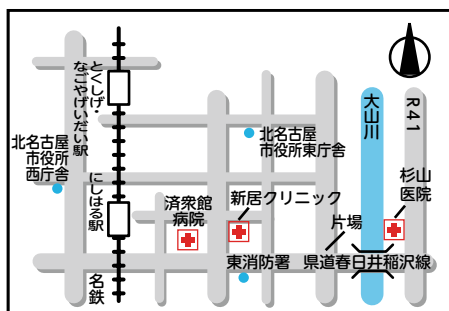 とくしげ・
なごやげいだい駅
北名古屋
市役所
西庁舎
にしはる駅
名鉄
済衆館
病院
新居クリニック
北名古屋
市役所東庁舎
東消防署
片場
県道春日井稲沢線
大山川
R41
杉山
医院